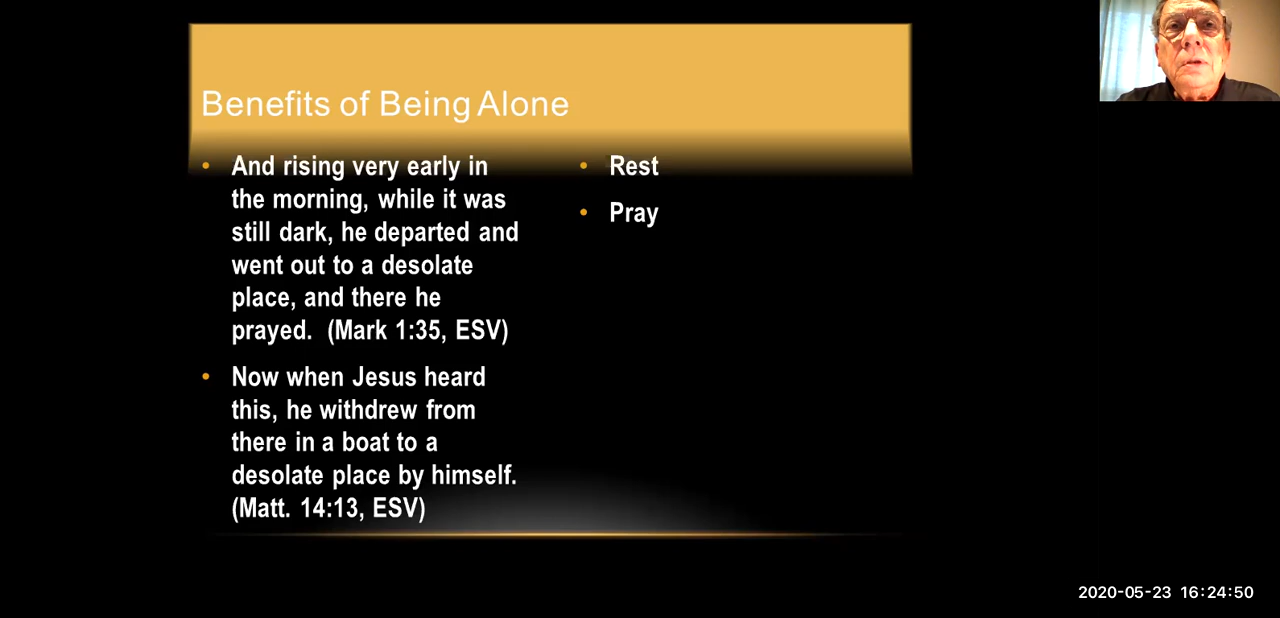 Benefits of Being Alone
• And rising very early in
the morning, while it was
still dark, he departed and
went out to a desolate
place, and there he
prayed.  (Mark 1:35, ESV)
• Now when Jesus heard
this, he withdrew from
there in a boat to a
desolate place by himself.
(Matt. 14:13, ESV)
• Rest
• Pray
2020-05-23 16:24:50